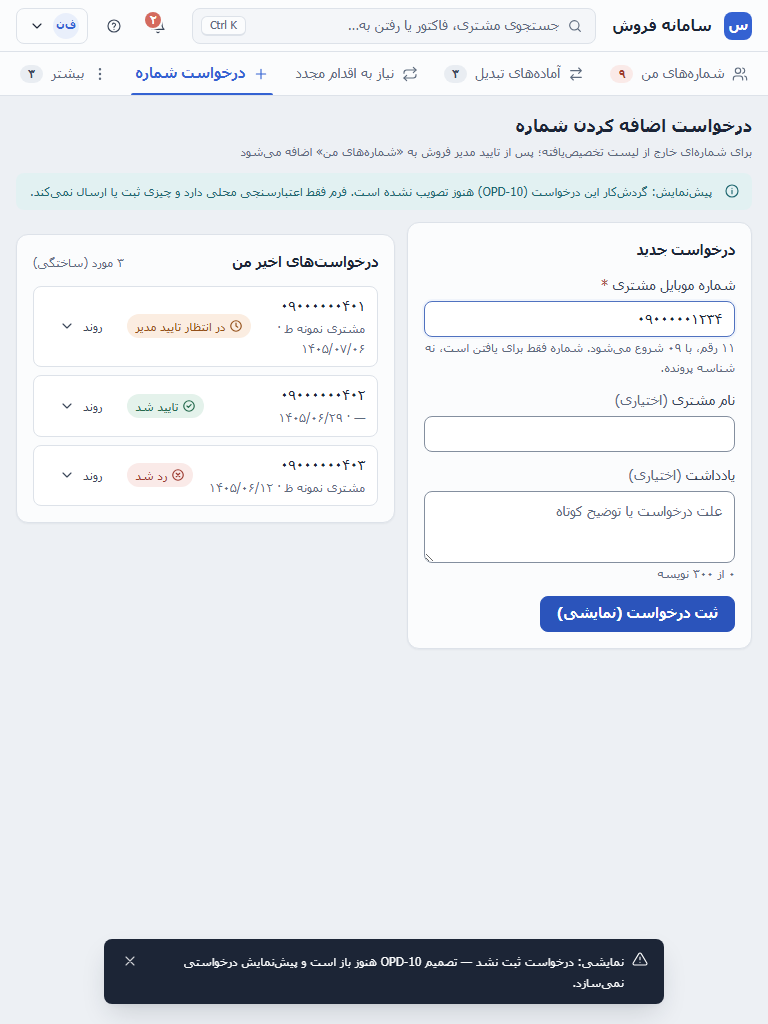 س
سامانه فروش
جستجوی مشتری، فاکتور یا رفتن به...
Ctrl K
۲
ف‌ن
شماره‌های من ۹
آماده‌های تبدیل ۳
نیاز به اقدام مجدد
درخواست شماره
بیشتر ۳
درخواست اضافه کردن شماره
برای شماره‌ای خارج از لیست تخصیص‌یافته؛ پس از تایید مدیر فروش به «شماره‌های من» اضافه می‌شود
پیش‌نمایش: گردش‌کار این درخواست (OPD-10) هنوز تصویب نشده است. فرم فقط اعتبارسنجی محلی دارد و چیزی ثبت یا ارسال نمی‌کند.
درخواست جدید
شماره موبایل مشتری *
۰۹۰۰۰۰۰۱۲۳۴
۱۱ رقم، با ۰۹ شروع می‌شود. شماره فقط برای یافتن است، نه
شناسه پرونده.
نام مشتری (اختیاری)
یادداشت (اختیاری)
علت درخواست یا توضیح کوتاه
۰ از ۳۰۰ نویسه
ثبت درخواست (نمایشی)
درخواست‌های اخیر من
۳ مورد (ساختگی)
۰۹۰۰۰۰۰۰۴۰۱
مشتری نمونه ط ·
۱۴۰۵/۰۷/۰۶
در انتظار تایید مدیر
روند
۰۹۰۰۰۰۰۰۴۰۲
— · ۱۴۰۵/۰۶/۲۹
تایید شد
روند
۰۹۰۰۰۰۰۰۴۰۳
مشتری نمونه ظ · ۱۴۰۵/۰۶/۱۲
رد شد
روند
نمایشی: درخواست ثبت نشد — تصمیم OPD-10 هنوز باز است و پیش‌نمایش درخواستی
نمی‌سازد.